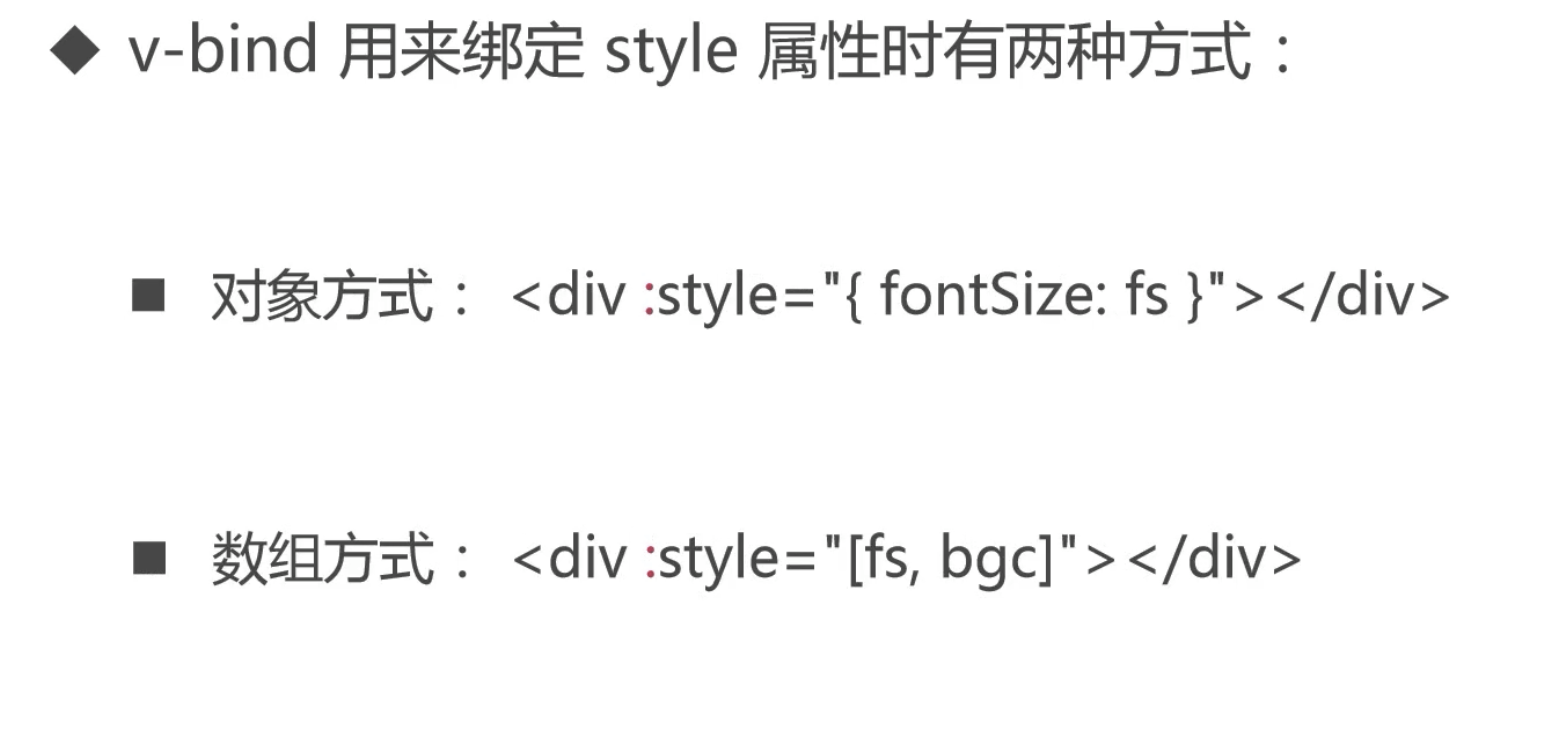 ◆ v-bind 用来绑定 style 属性时有两种方式：
■ 对象方式： <div :style="{ fontSize: fs }"></div>
■ 数组方式： <div :style="[fs, bgc]"></div>